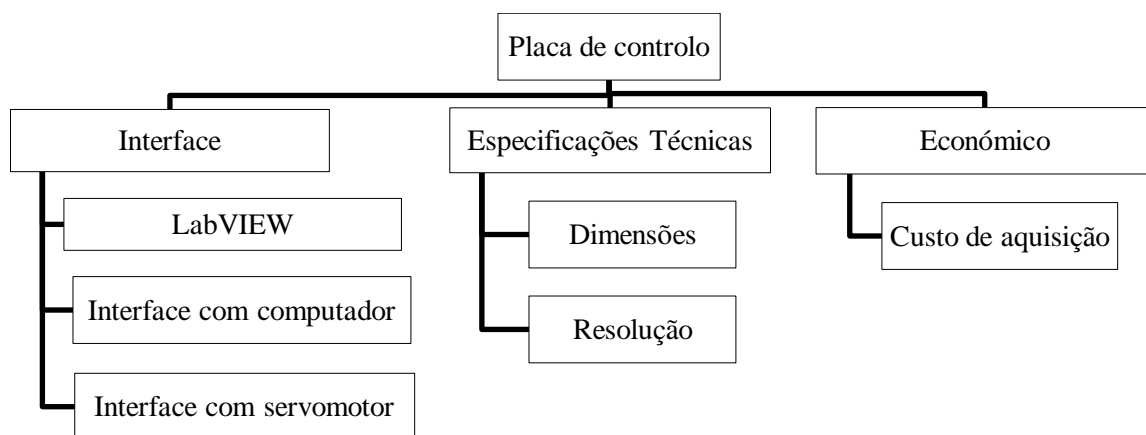 Placa de controlo
Interface
Especificações Técnicas
Económico
LabVIEW
Interface com computador
Interface com servomotor
Dimensões
Resolução
Custo de aquisição